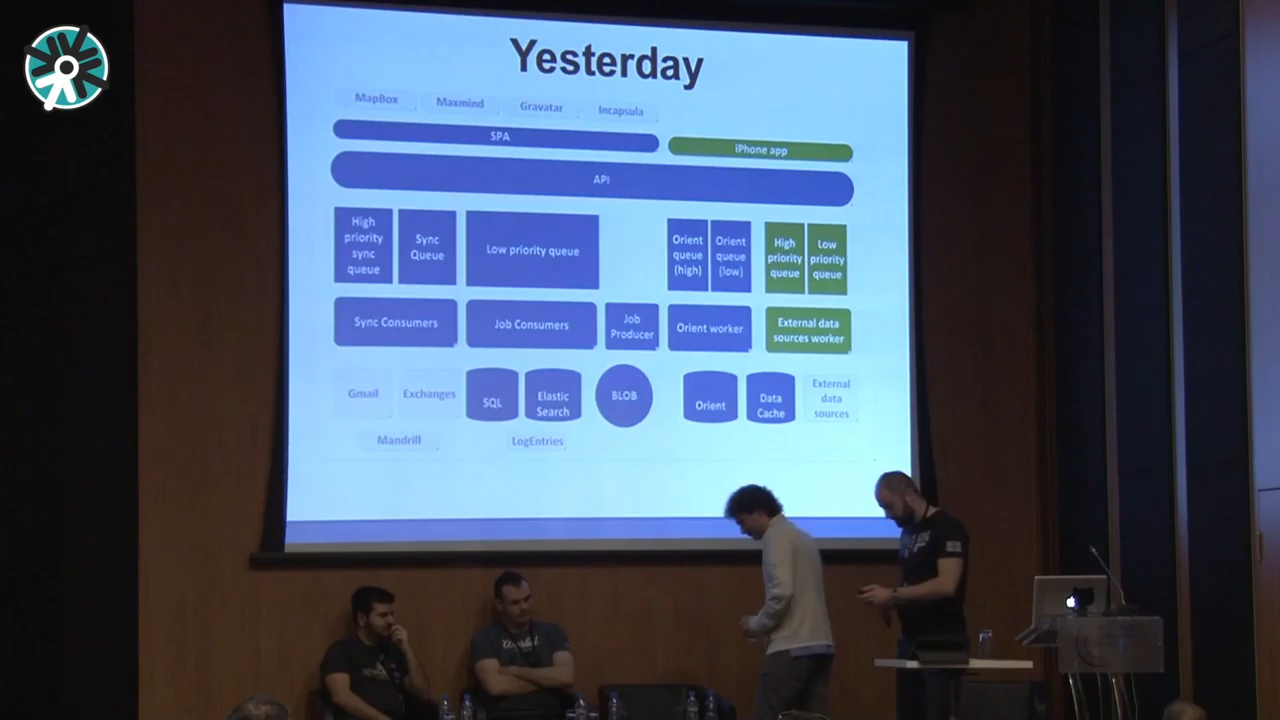 Yesterday
MapBox
Maxmind
Gravatar
Incapsula
SPA
iPhone app
API
High
priority
sync
queue
Sync
Queue
Low priority queue
Orient
queue
(high)
Orient
queue
(low)
High
priority
queue
Low
priority
queue
Sync Consumers
Job Consumers
Job
Producer
Orient worker
External data
sources worker
Gmail
Exchanges
SQL
Elastic
Search
BLOB
Orient
Data
Cache
External
data
sources
Mandrill
LogEntries